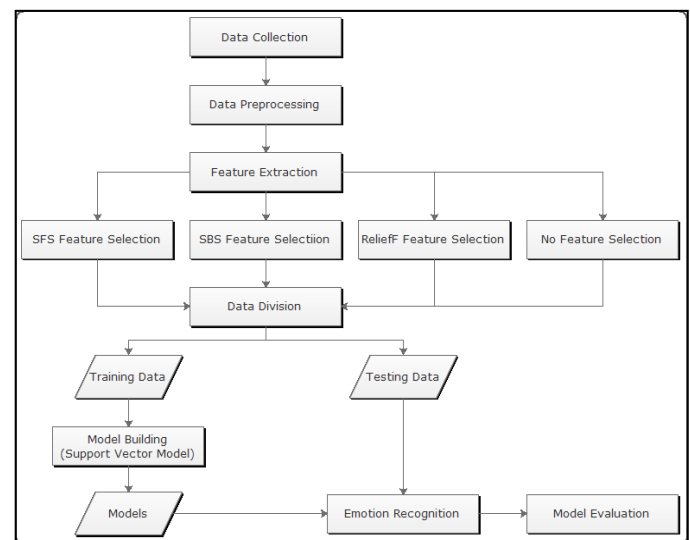 Data Collection
Data Preprocessing
Feature Extraction
SFS Feature Selection
SBS Feature Selectiion
ReliefF Feature Selection
No Feature Selection
Data Division
Training Data
Testing Data
Model Building
(Support Vector Model)
Models
Emotion Recognition
Model Evaluation